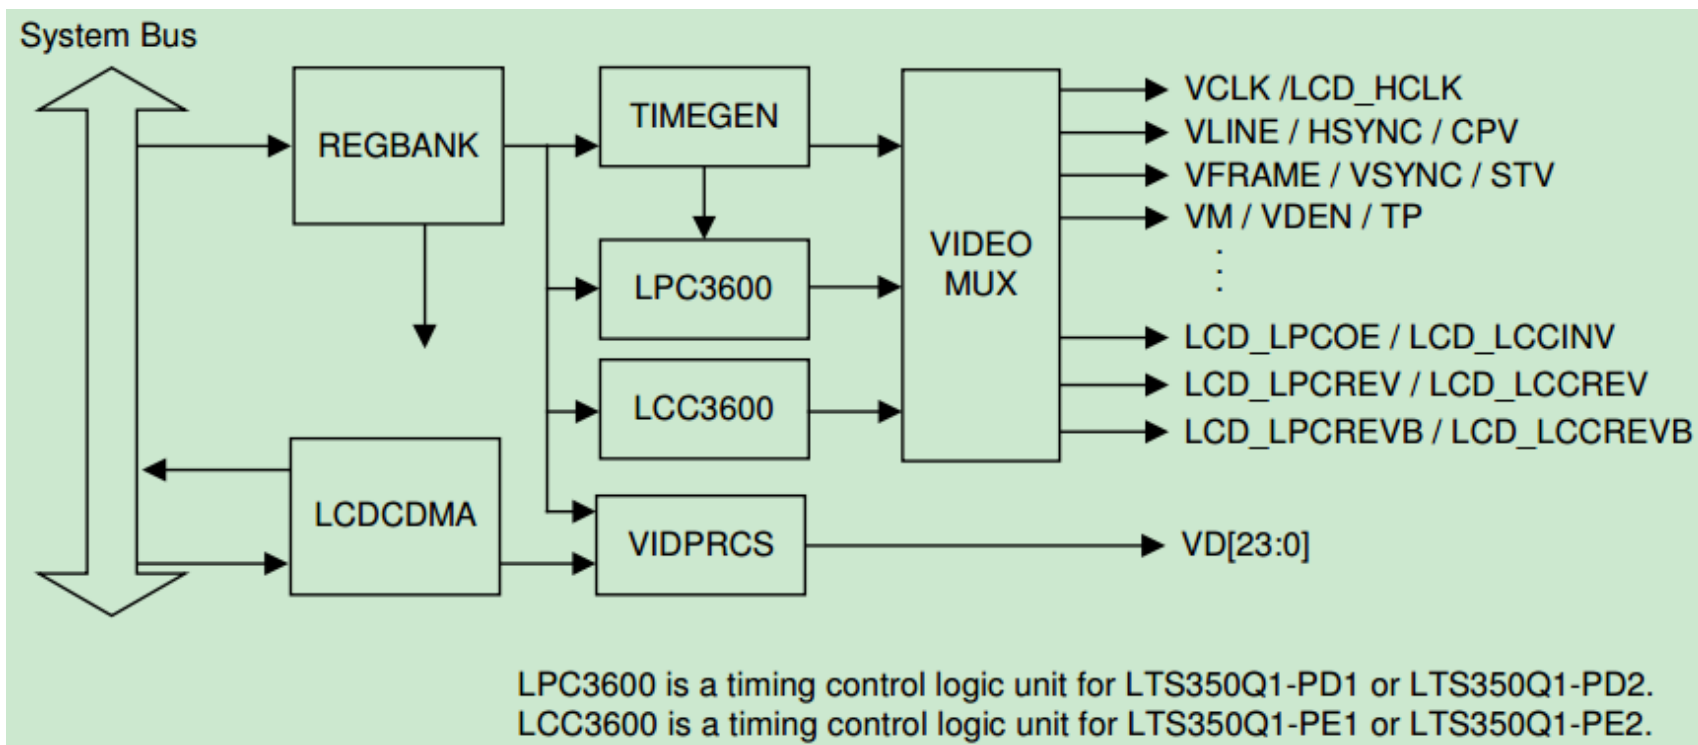 System Bus
REGBANK
TIMEGEN
LPC3600
LCC3600
LCDCDMA
VIDPRCS
VIDEO
MUX
VCLK /LCD_HCLK
VLINE / HSYNC / CPV
VFRAME / VSYNC / STV
VM / VDEN / TP
.
.
.
LCD_LPCOE / LCD_LCCINV
LCD_LPCREV / LCD_LCCREV
LCD_LPCREVB / LCD_LCCREVB
VD[23:0]
LPC3600 is a timing control logic unit for LTS350Q1-PD1 or LTS350Q1-PD2.
LCC3600 is a timing control logic unit for LTS350Q1-PE1 or LTS350Q1-PE2.